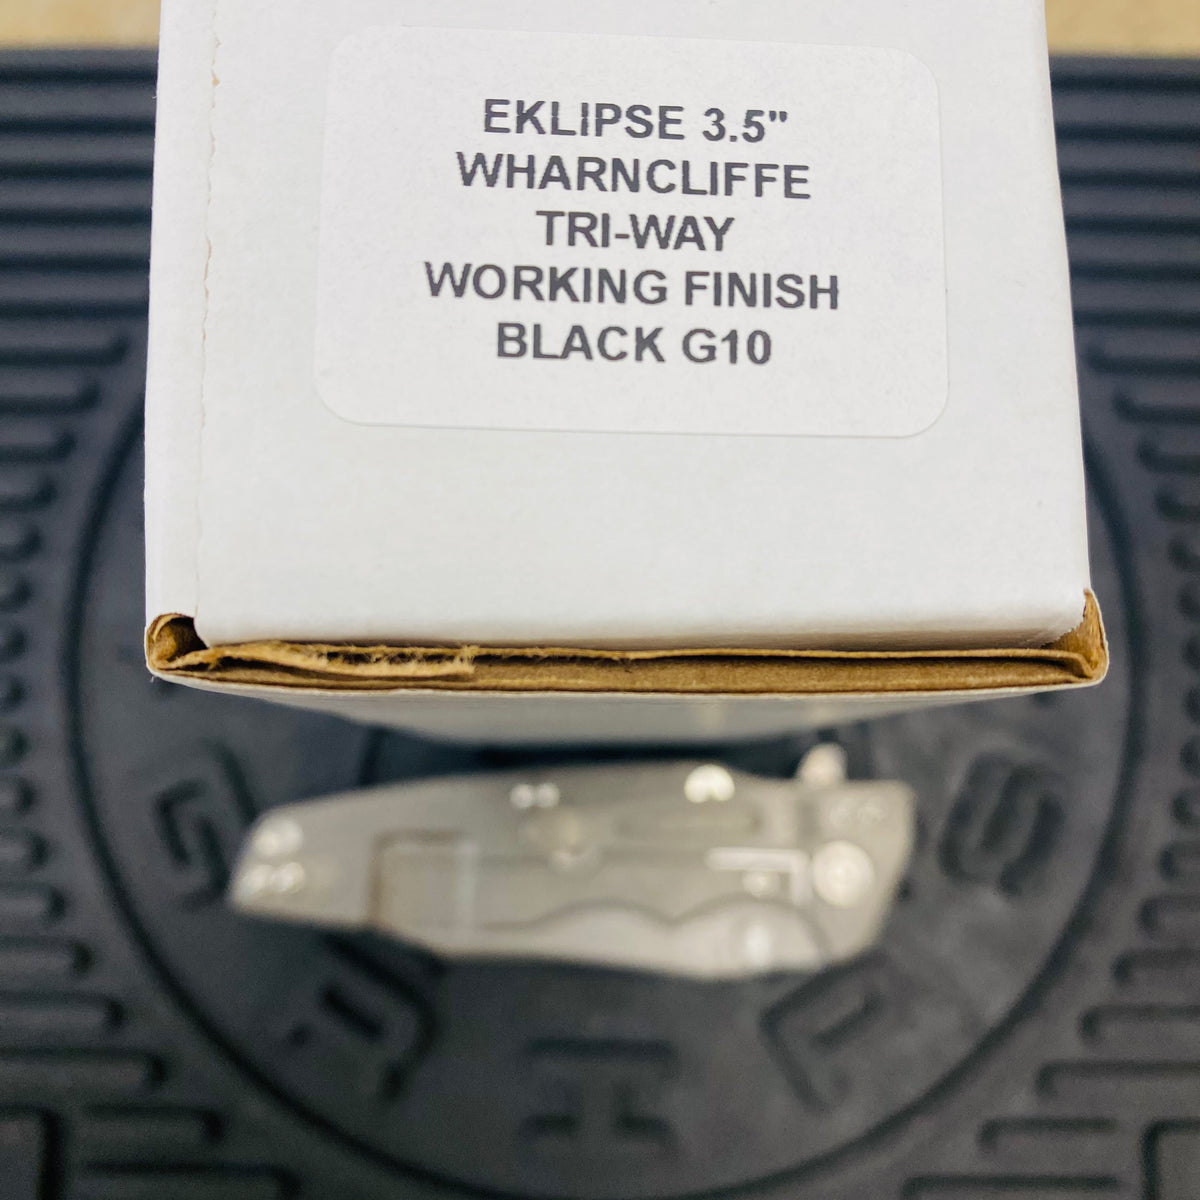 EKLIPSE 3.5"
WHARNCLIFFE
TRI-WAY
WORKING FINISH
BLACK G10